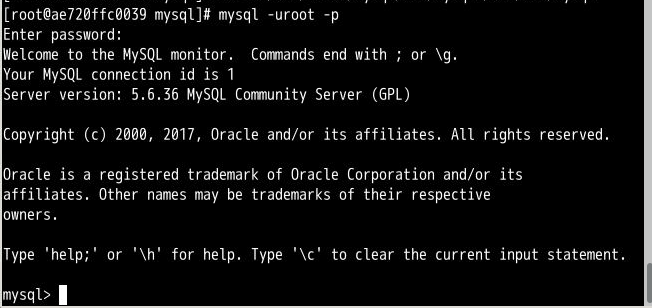 [root@ae720ffc0039 mysql]# mysql -uroot -p
Enter password:
Welcome to the MySQL monitor.  Commands end with ; or \g.
Your MySQL connection id is 1
Server version: 5.6.36 MySQL Community Server (GPL)
Copyright (c) 2000, 2017, Oracle and/or its affiliates. All rights reserved.
Oracle is a registered trademark of Oracle Corporation and/or its
affiliates. Other names may be trademarks of their respective
owners.
Type 'help;' or '\h' for help. Type '\c' to clear the current input statement.
mysql>